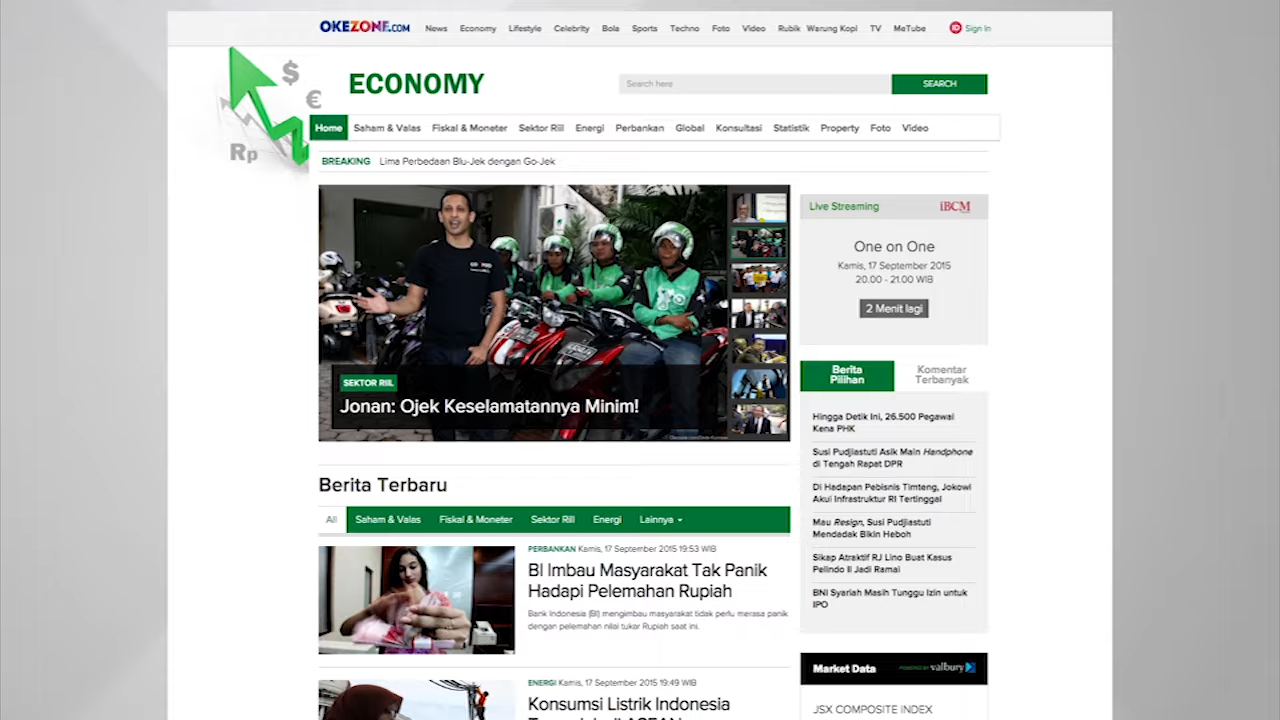 OKEZONE.COM News Economy Lifestyle Celebrity Bola Sports Techno Foto Video Rubik Warung Kopi TV MeTube ID Sign In
$
€
Rp
ECONOMY
Search here SEARCH
Home Saham & Valas Fiskal & Moneter Sektor Riil Energi Perbankan Global Konsultasi Statistik Property Foto Video
BREAKING Lima Perbedaan Blu-Jek dengan Go-Jek
SEKTOR RIIL
Jonan: Ojek Keselamatannya Minim!
Live Streaming iBCM
One on One
Kamis, 17 September 2015
20.00 - 21.00 WIB
2 Menit lagi
Berita Pilihan
Komentar Terbanyak
Hingga Detik Ini, 26.500 Pegawai
Kena PHK
Susi Pudjiastuti Asik Main Handphone
di Tengah Rapat DPR
Di Hadapan Pebisnis Timteng, Jokowi
Akui Infrastruktur RI Tertinggal
Mau Resign, Susi Pudjiastuti
Mendadak Bikin Heboh
Sikap Atraktif RJ Lino Buat Kasus
Pelindo II Jadi Ramai
BNI Syariah Masih Tunggu Izin untuk
IPO
Berita Terbaru
All Saham & Valas Fiskal & Moneter Sektor Riil Energi Lainnya
PERBANKAN Kamis, 17 September 2015 19:53 WIB
BI Imbau Masyarakat Tak Panik
Hadapi Pelemahan Rupiah
Bank Indonesia (BI) mengimbau masyarakat tidak perlu merasa panik
dengan pelemahan nilai tukar Rupiah saat ini.
ENERGI Kamis, 17 September 2015 19:49 WIB
Konsumsi Listrik Indonesia
Market Data POWERED BY valbury
JSX COMPOSITE INDEX